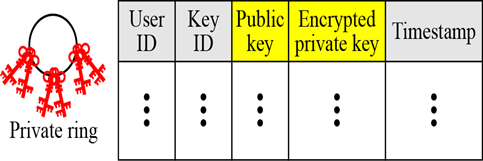 User ID
Key ID
Public key
Encrypted private key
Timestamp
Private ring